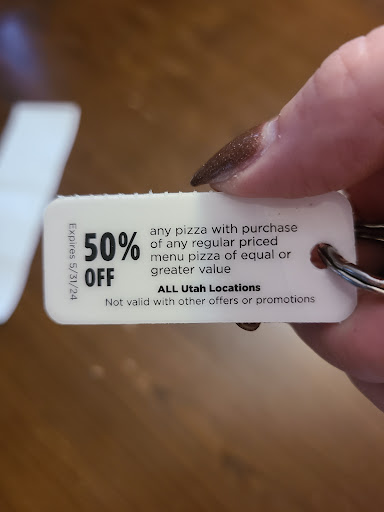 Expires 5/31/24
50%
OFF
any pizza with purchase
of any regular priced
menu pizza of equal or
greater value
ALL Utah Locations
Not valid with other offers or promotions